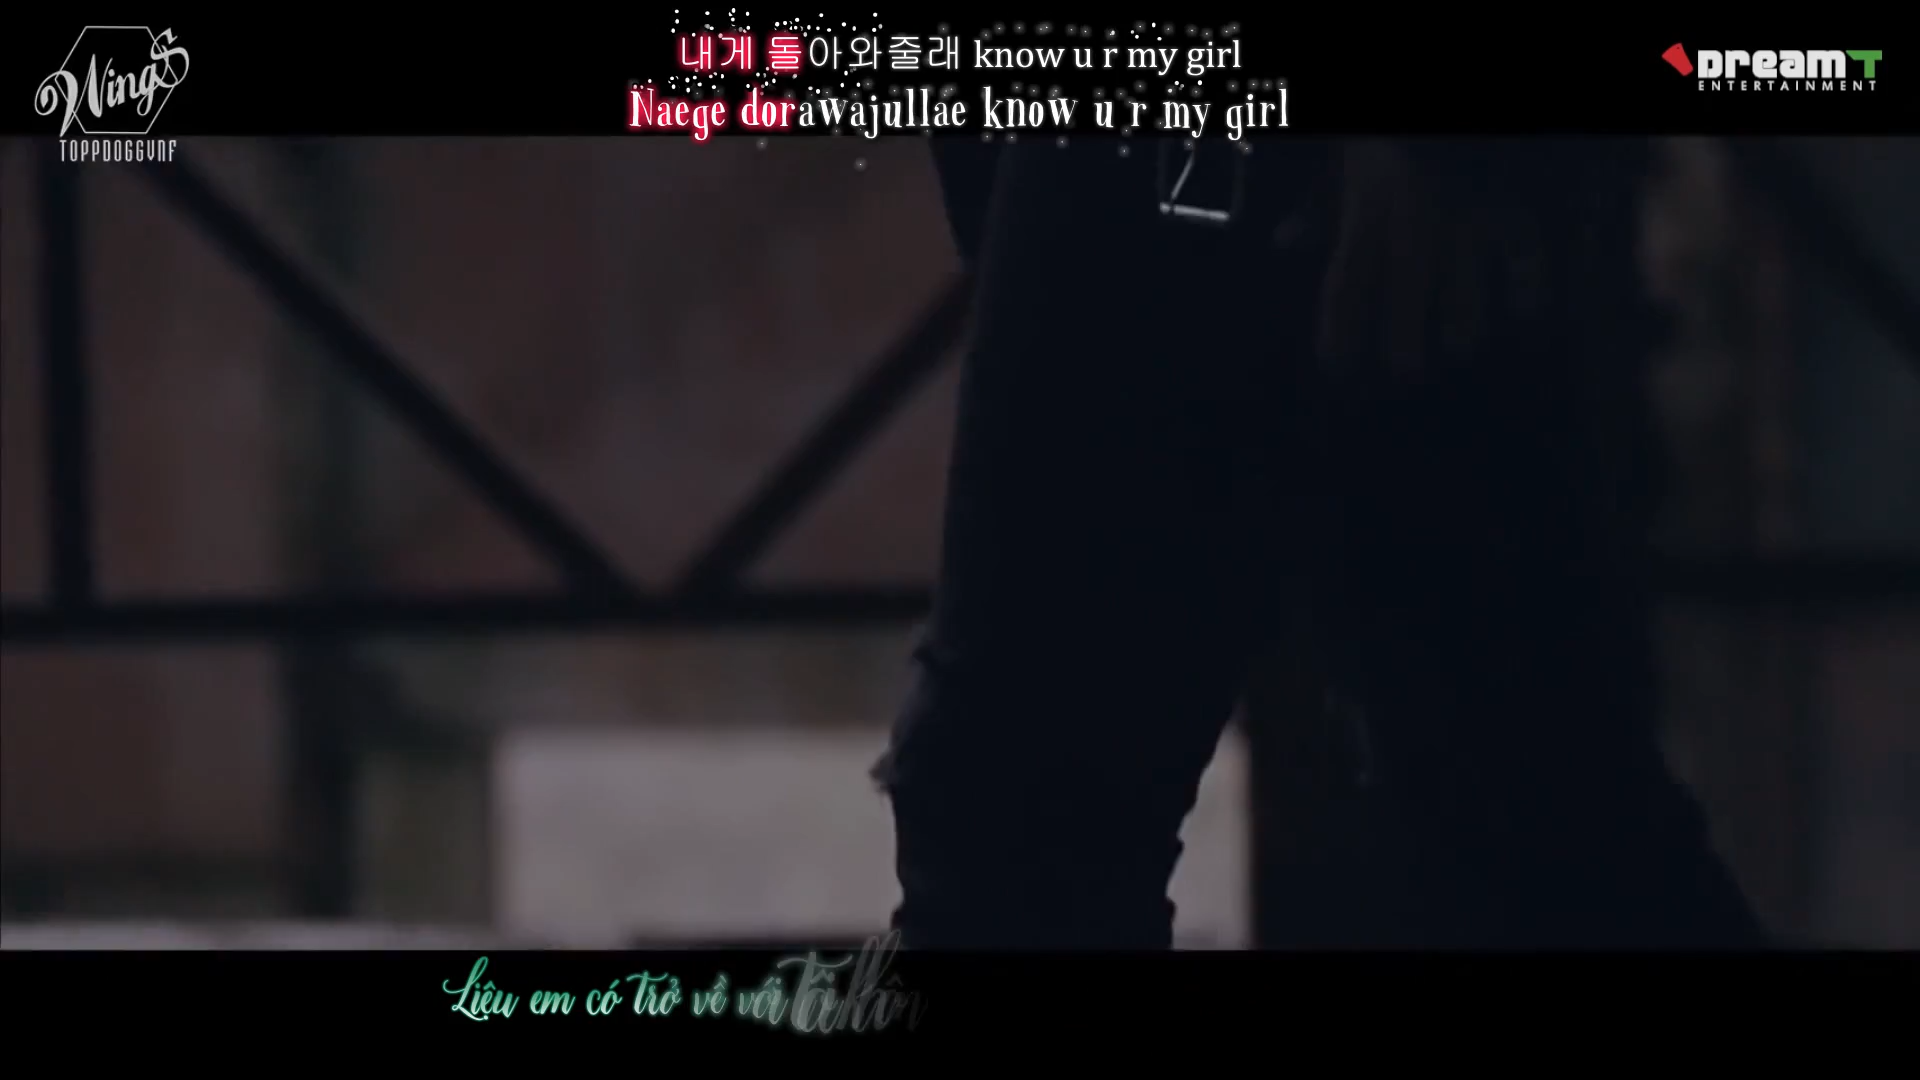 WingS
TOPPDOGGVNF
내게 돌아와줄래 know u r my girl
Naege dorawajullae know u r my girl
DreamT
ENTERTAINMENT
Liệu em có trở về với